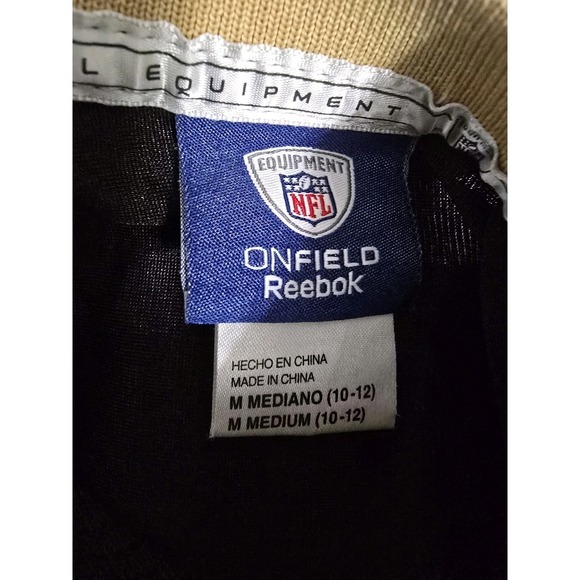 L EQUIPMENT
EQUIPMENT
NFL
ONFIELD
Reebok
HECHO EN CHINA
MADE IN CHINA
M MEDIANO (10-12)
M MEDIUM (10-12)